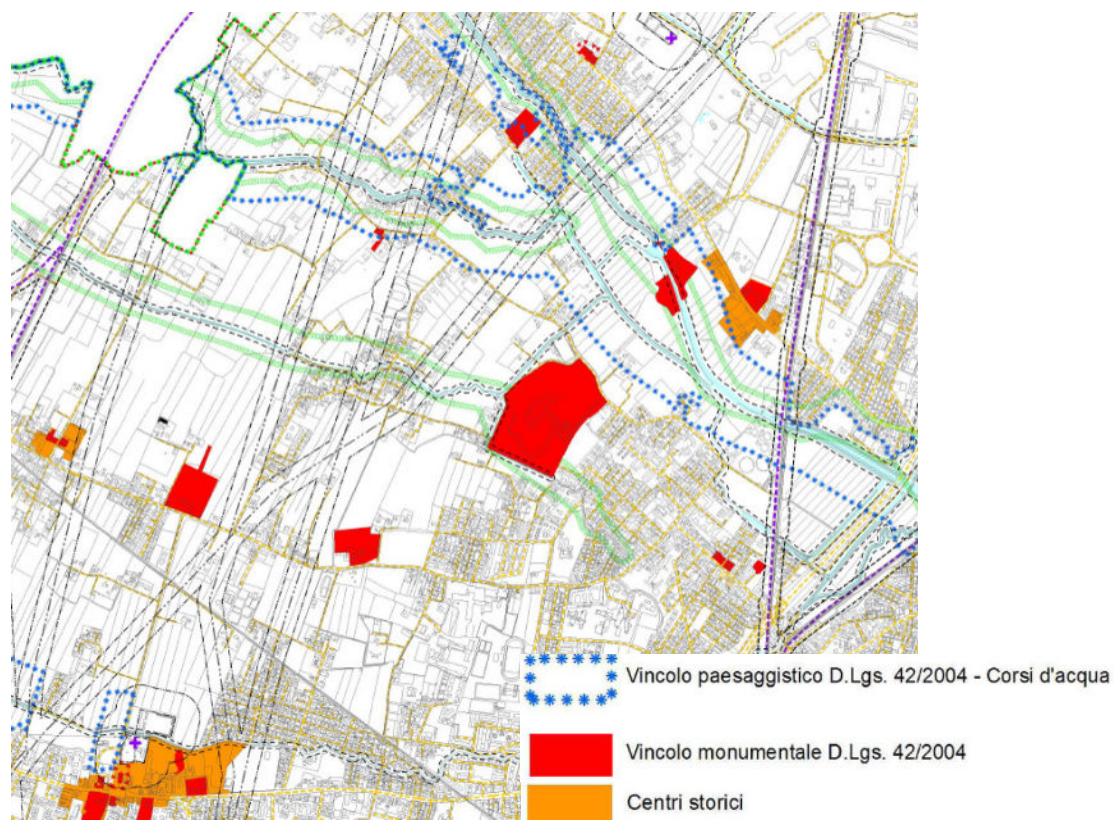 Vincolo paesaggistico D.Lgs. 42/2004 - Corsi d'acqua
Vincolo monumentale D.Lgs. 42/2004
Centri storici